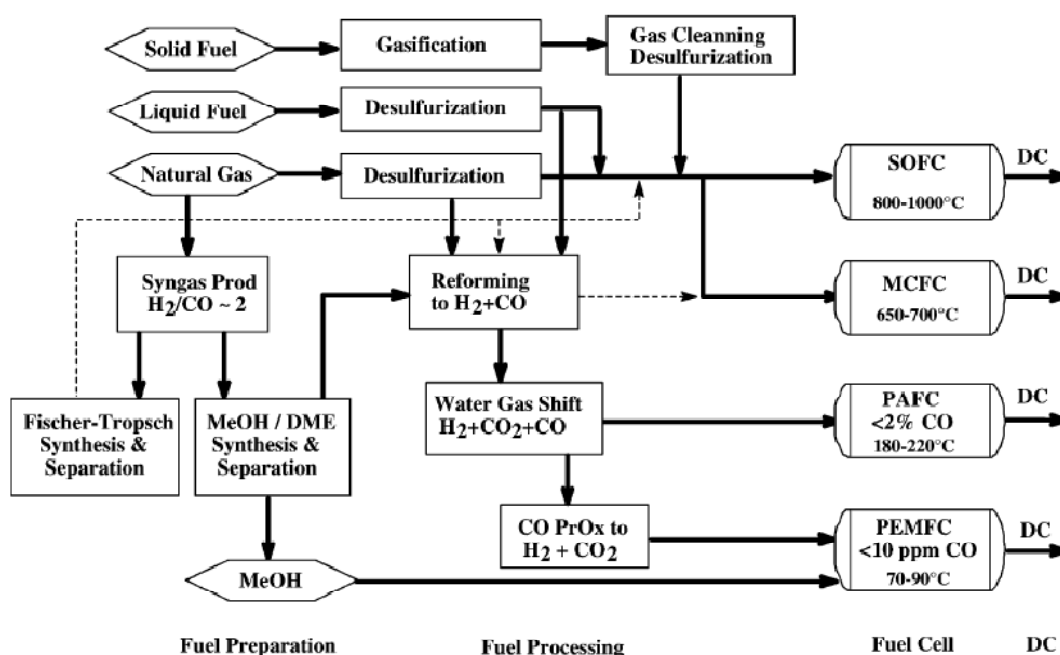 Solid Fuel
Gasification
Gas Cleanning
Desulfurization
Liquid Fuel
Desulfurization
Natural Gas
Desulfurization
SOFC
800-1000°C
DC
Syngas Prod
H2/CO ~ 2
Reforming
to H2+CO
MCFC
650-700°C
DC
Fischer-Tropsch
Synthesis &
Separation
MeOH / DME
Synthesis &
Separation
Water Gas Shift
H2+CO2+CO
PAFC
<2% CO
180-220°C
DC
CO PrOx to
H2 + CO2
PEMFC
<10 ppm CO
70-90°C
DC
MeOH
Fuel Preparation
Fuel Processing
Fuel Cell
DC